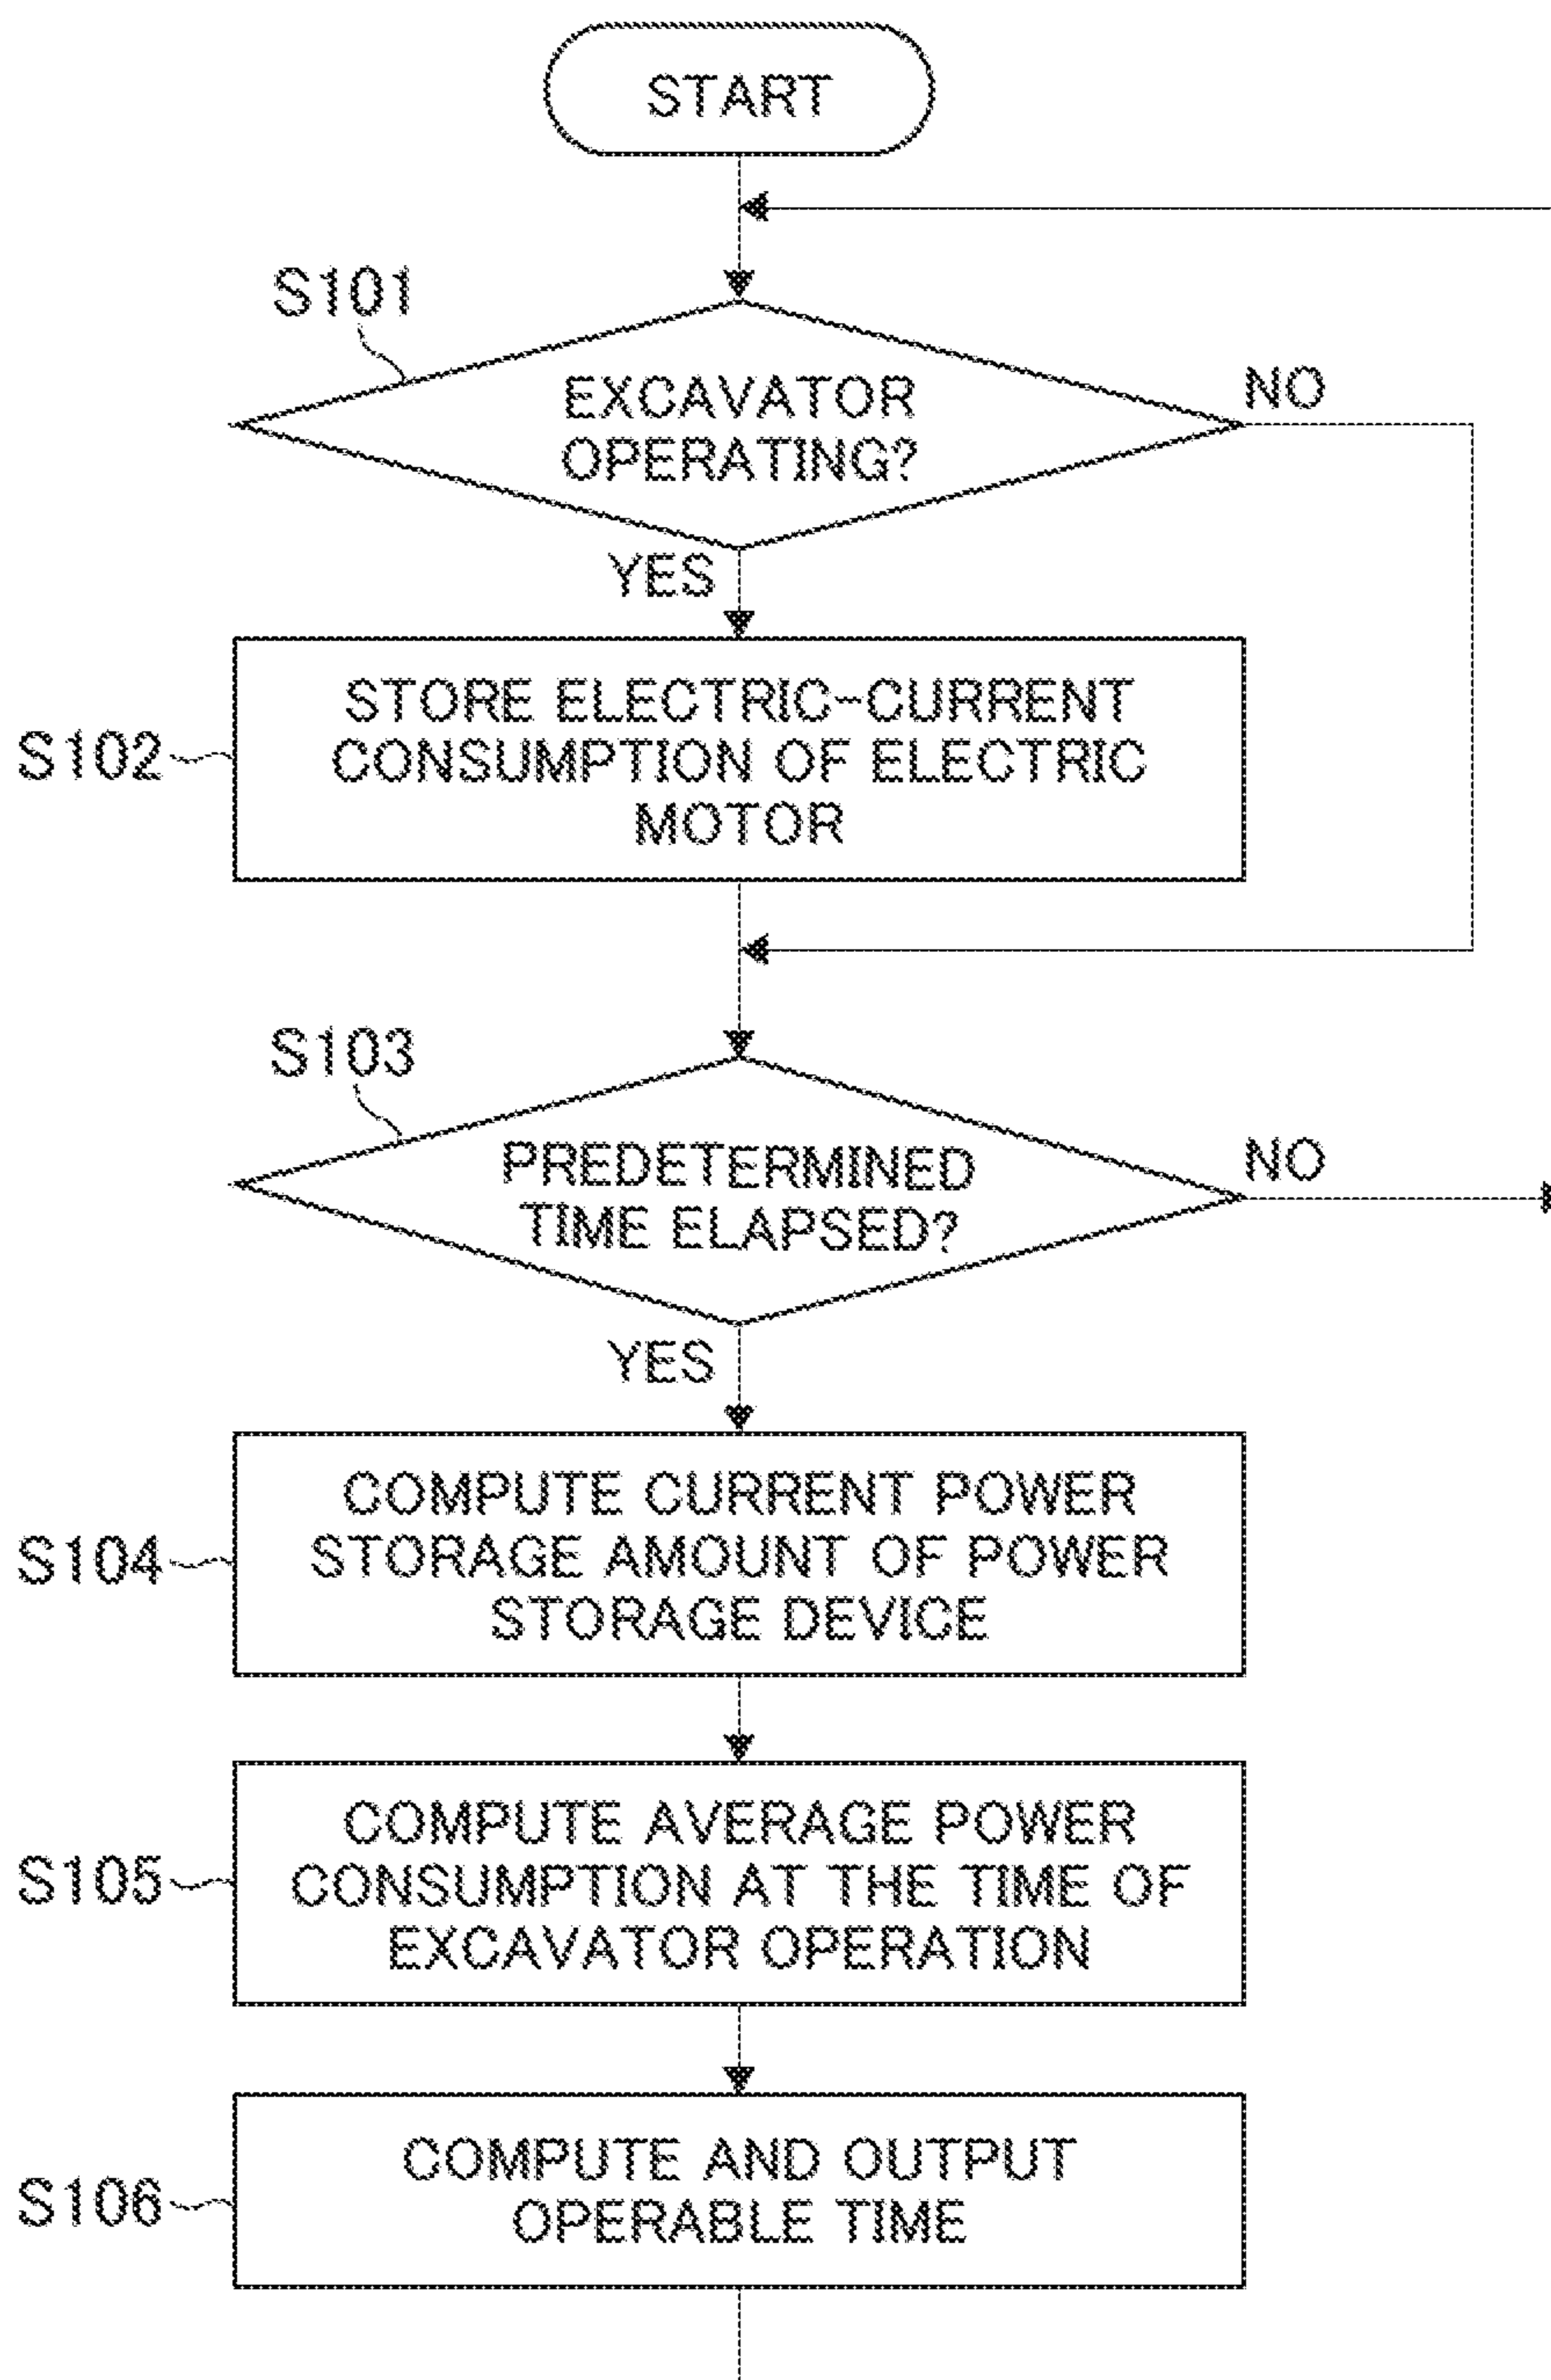 START
S101
EXCAVATOR
OPERATING?
NO
YES
S102
STORE ELECTRIC-CURRENT
CONSUMPTION OF ELECTRIC
MOTOR
S103
PREDETERMINED
TIME ELAPSED?
NO
YES
S104
COMPUTE CURRENT POWER
STORAGE AMOUNT OF POWER
STORAGE DEVICE
S105
COMPUTE AVERAGE POWER
CONSUMPTION AT THE TIME OF
EXCAVATOR OPERATION
S106
COMPUTE AND OUTPUT
OPERABLE TIME